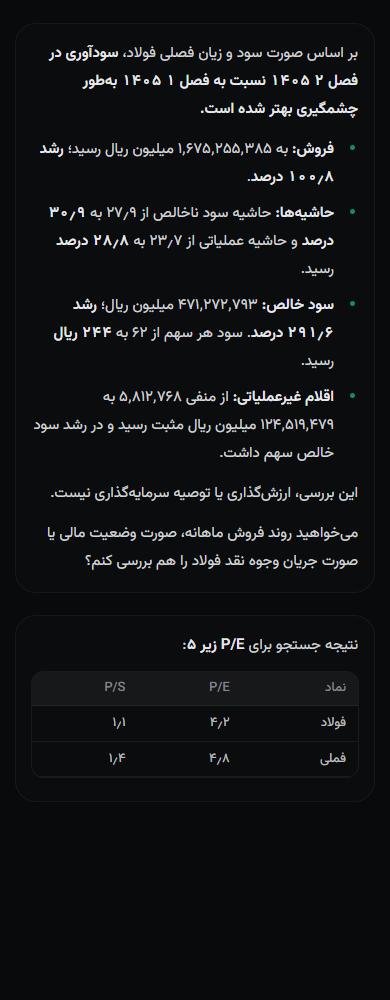 بر اساس صورت سود و زیان فصلی فولاد، سودآوری در
فصل ۲ ۱۴۰۵ نسبت به فصل ۱ ۱۴۰۵ به‌طور
چشمگیری بهتر شده است.
• فروش: به ۱,۶۷۵,۲۵۵,۳۸۵ میلیون ریال رسید؛ رشد
۱۰۰٫۸ درصد.
• حاشیه‌ها: حاشیه سود ناخالص از ۲۷٫۹ به ۳۰٫۹
درصد و حاشیه عملیاتی از ۲۳٫۷ به ۲۸٫۸ درصد
رسید.
• سود خالص: ۴۷۱,۲۷۲,۷۹۳ میلیون ریال؛ رشد
۲۹۱٫۶ درصد. سود هر سهم از ۶۲ به ۲۴۴ ریال
رسید.
• اقلام غیرعملیاتی: از منفی ۵,۸۱۲,۷۶۸ به
۱۲۴,۵۱۹,۴۷۹ میلیون ریال مثبت رسید و در رشد سود
خالص سهم داشت.
این بررسی، ارزش‌گذاری یا توصیه سرمایه‌گذاری نیست.
می‌خواهید روند فروش ماهانه، صورت وضعیت مالی یا
صورت جریان وجوه نقد فولاد را هم بررسی کنم؟
نتیجه جستجو برای P/E زیر ۵:
نماد P/E P/S
فولاد ۴٫۲ ۱٫۱
فملی ۴٫۸ ۱٫۴